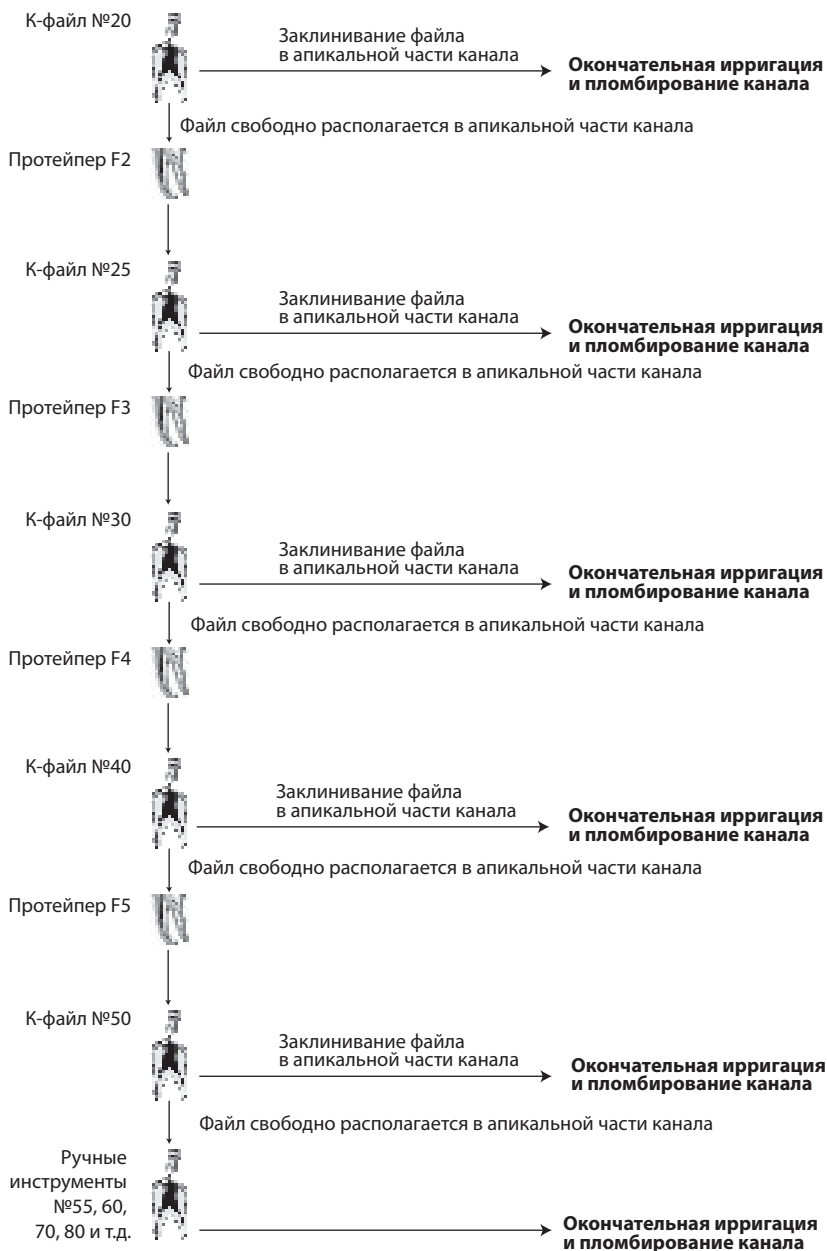 К-файл №20
Заклинивание файла
в апикальной части канала
Окончательная ирригация
и пломбирование канала
Файл свободно располагается в апикальной части канала
Протейпер F2
К-файл №25
Заклинивание файла
в апикальной части канала
Окончательная ирригация
и пломбирование канала
Файл свободно располагается в апикальной части канала
Протейпер F3
К-файл №30
Заклинивание файла
в апикальной части канала
Окончательная ирригация
и пломбирование канала
Файл свободно располагается в апикальной части канала
Протейпер F4
К-файл №40
Заклинивание файла
в апикальной части канала
Окончательная ирригация
и пломбирование канала
Файл свободно располагается в апикальной части канала
Протейпер F5
К-файл №50
Заклинивание файла
в апикальной части канала
Окончательная ирригация
и пломбирование канала
Файл свободно располагается в апикальной части канала
Ручные
инструменты
№55, 60,
70, 80 и т.д.
Окончательная ирригация
и пломбирование канала